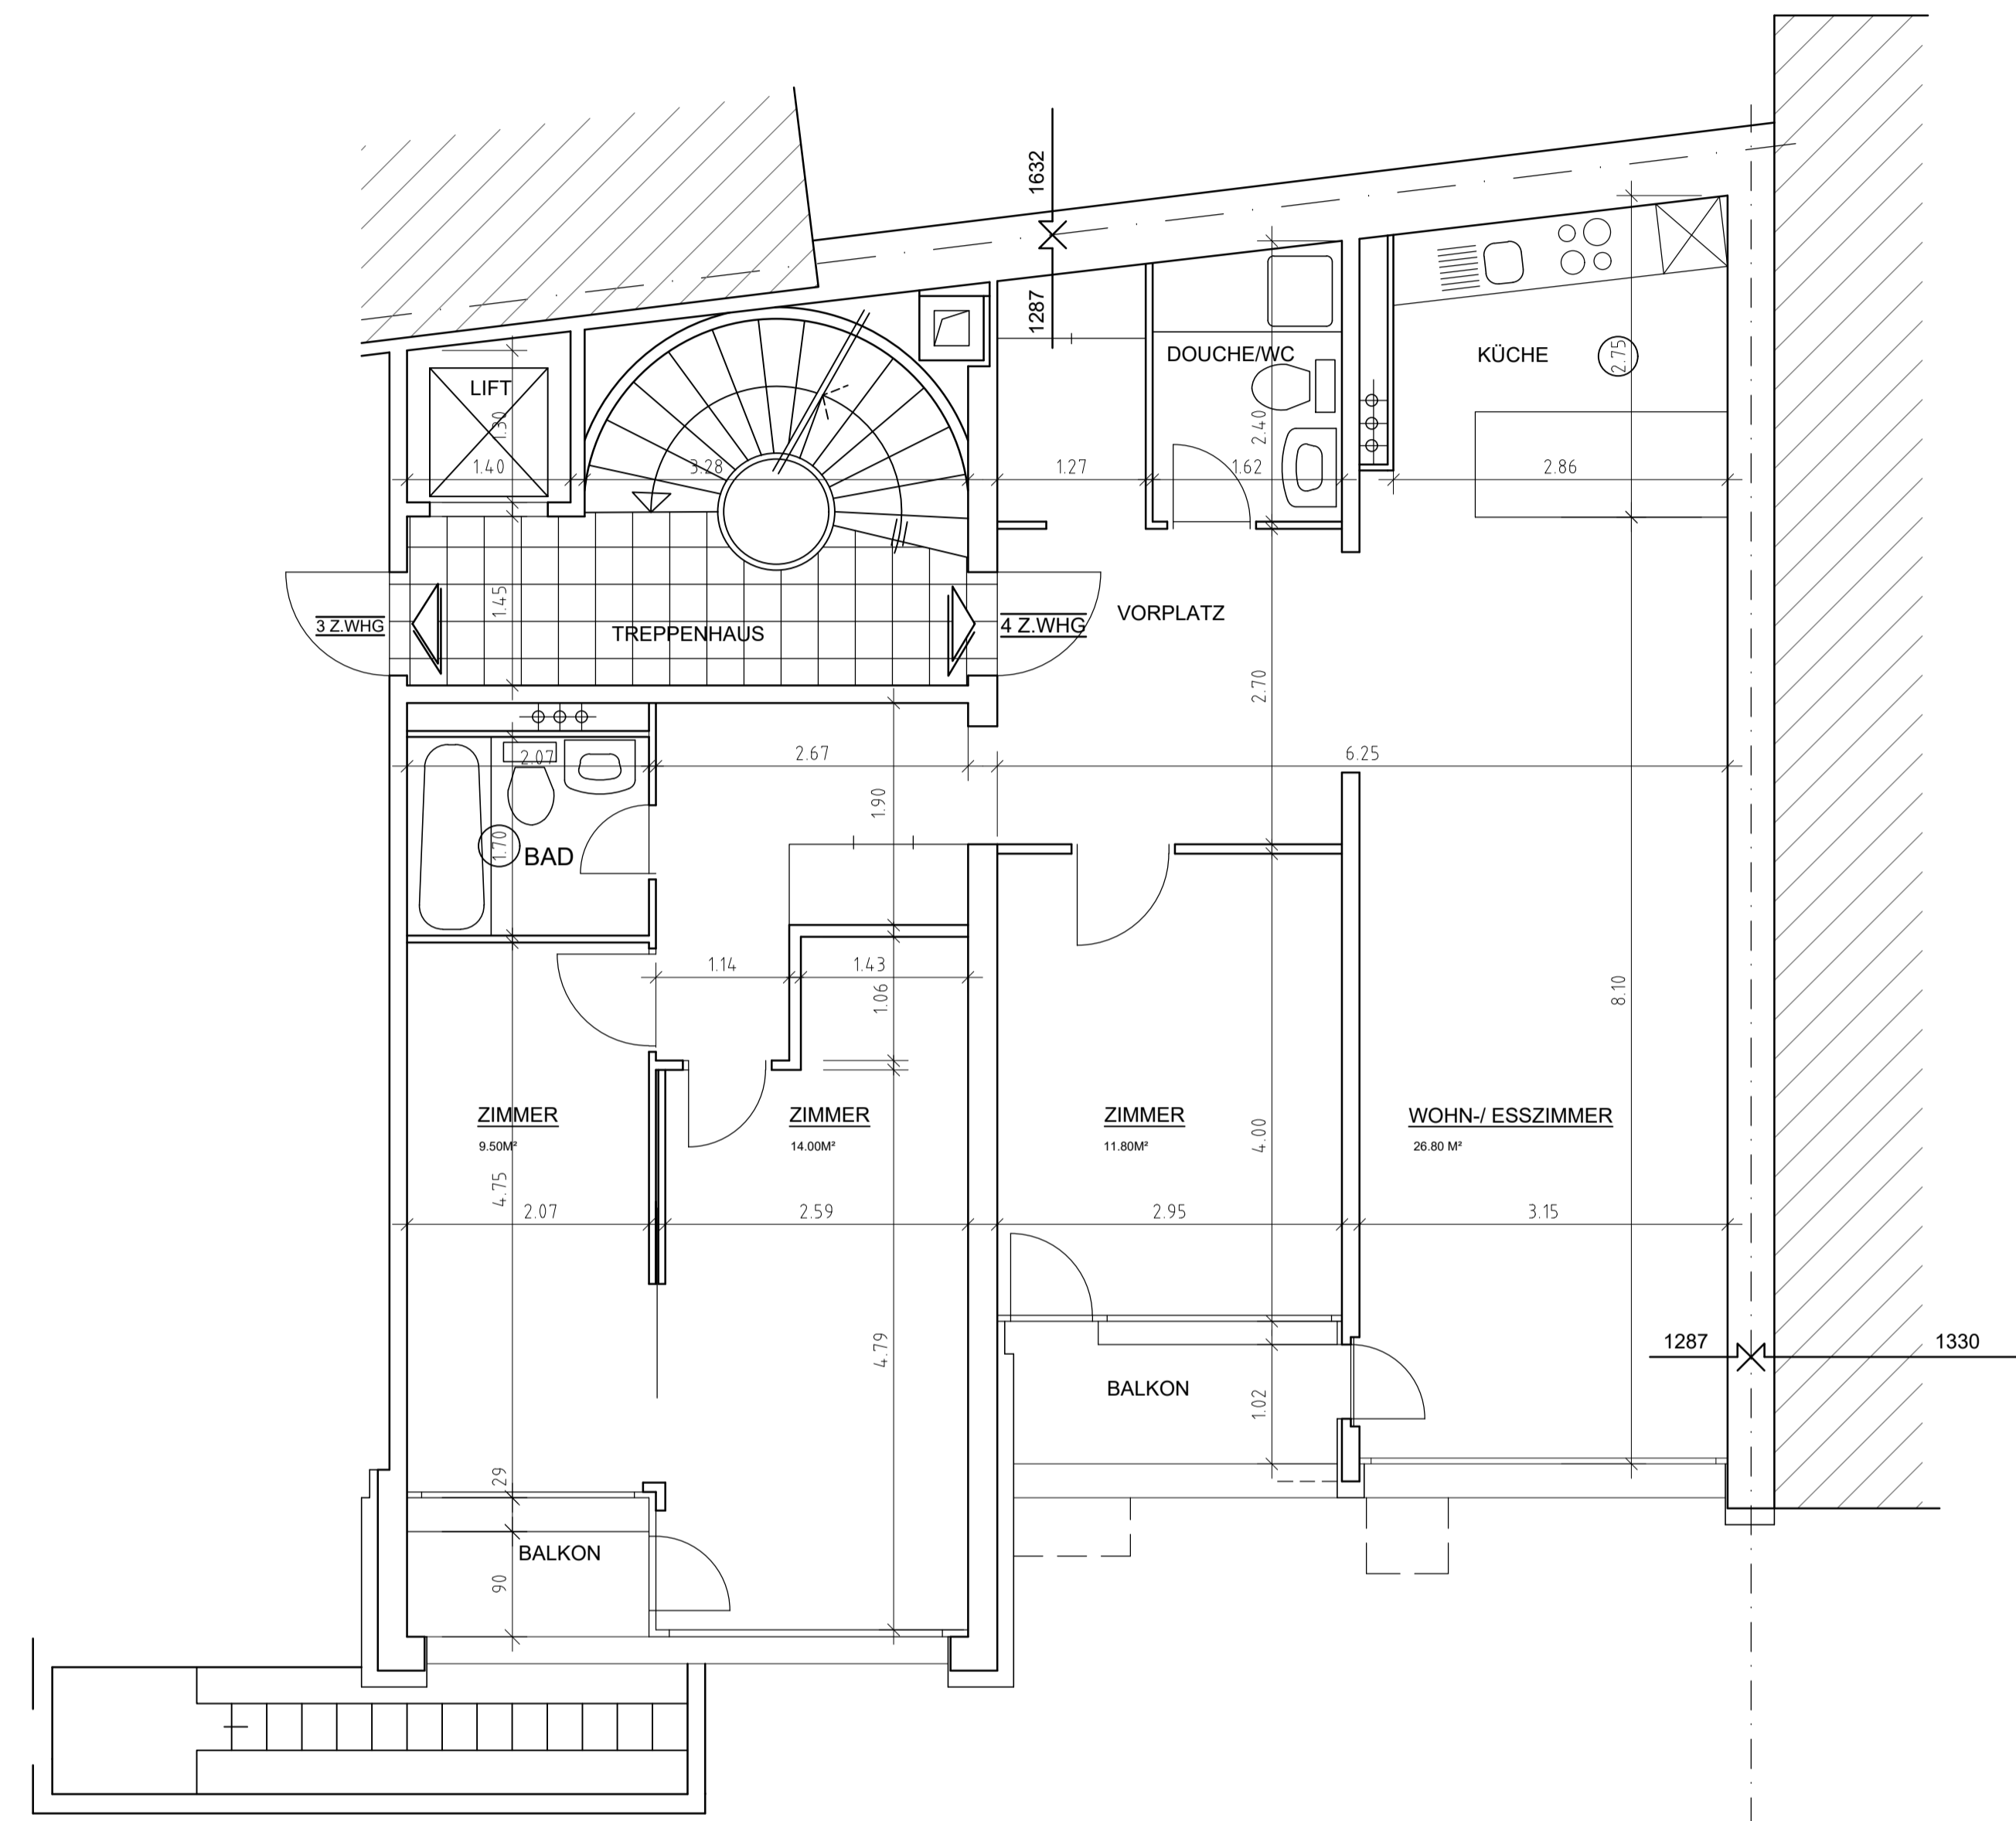 1632
1287
DOUCHE/WC
KÜCHE
2.75
LIFT
1.30
2.40
1.40
3.28
1.27
1.62
2.86
1.45
3 Z.WHG
TREPPENHAUS
4 Z.WHG
VORPLATZ
2.70
2.07
2.67
6.25
1.90
1.70
BAD
1.14
1.43
1.06
8.10
ZIMMER
9.50M²
ZIMMER
14.00M²
ZIMMER
11.80M²
WOHN-/ ESSZIMMER
26.80 M²
4.00
4.75
2.07
2.59
2.95
3.15
4.79
1287
1330
BALKON
1.02
29
BALKON
90